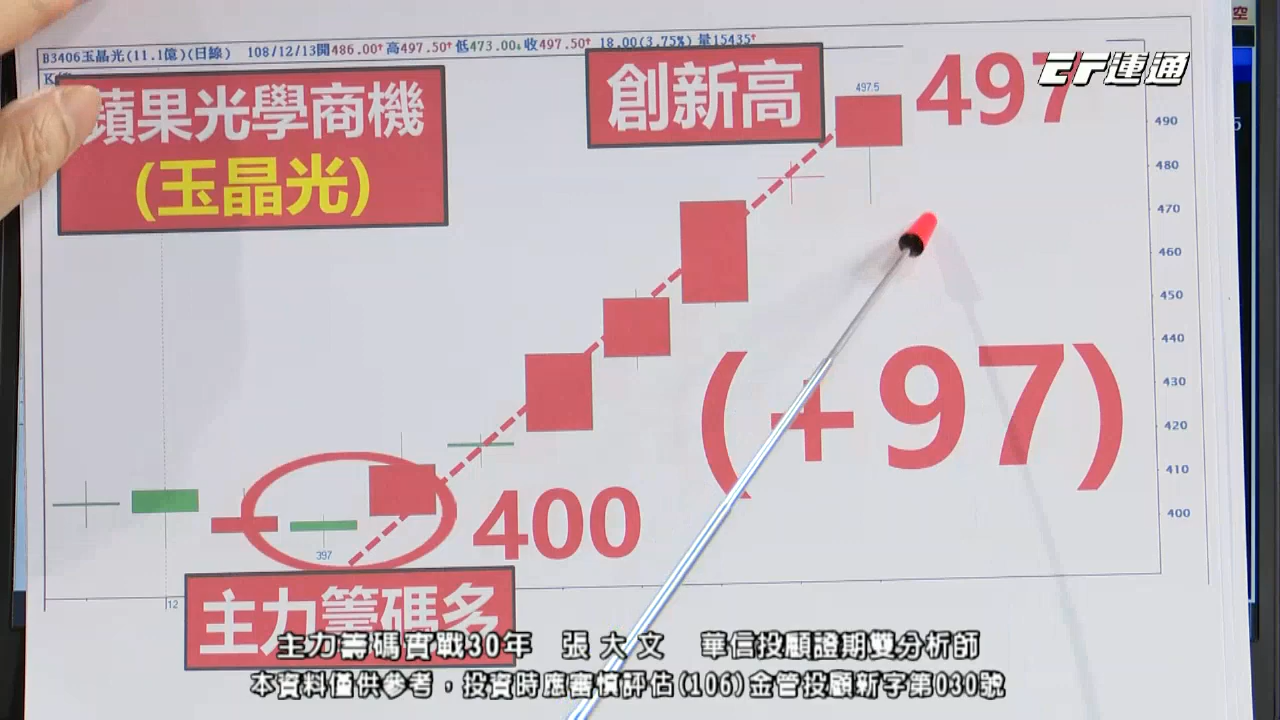 B3406玉晶光(11.1億)(日線) 108/12/13開486.00↑高497.50↑低473.00↓收497.50↑ 18.00(3.75%) 量15435↑
蘋果光學商機
(玉晶光)
創新高
497.5
497
EF連通
空
490
480
470
460
450
440
430
420
410
400
(+97)
400
397
12
主力籌碼多
主力籌碼實戰30年 張大文 華信投顧證期雙分析師
本資料僅供參考，投資時應審慎評估(106)金管投顧新字第030號